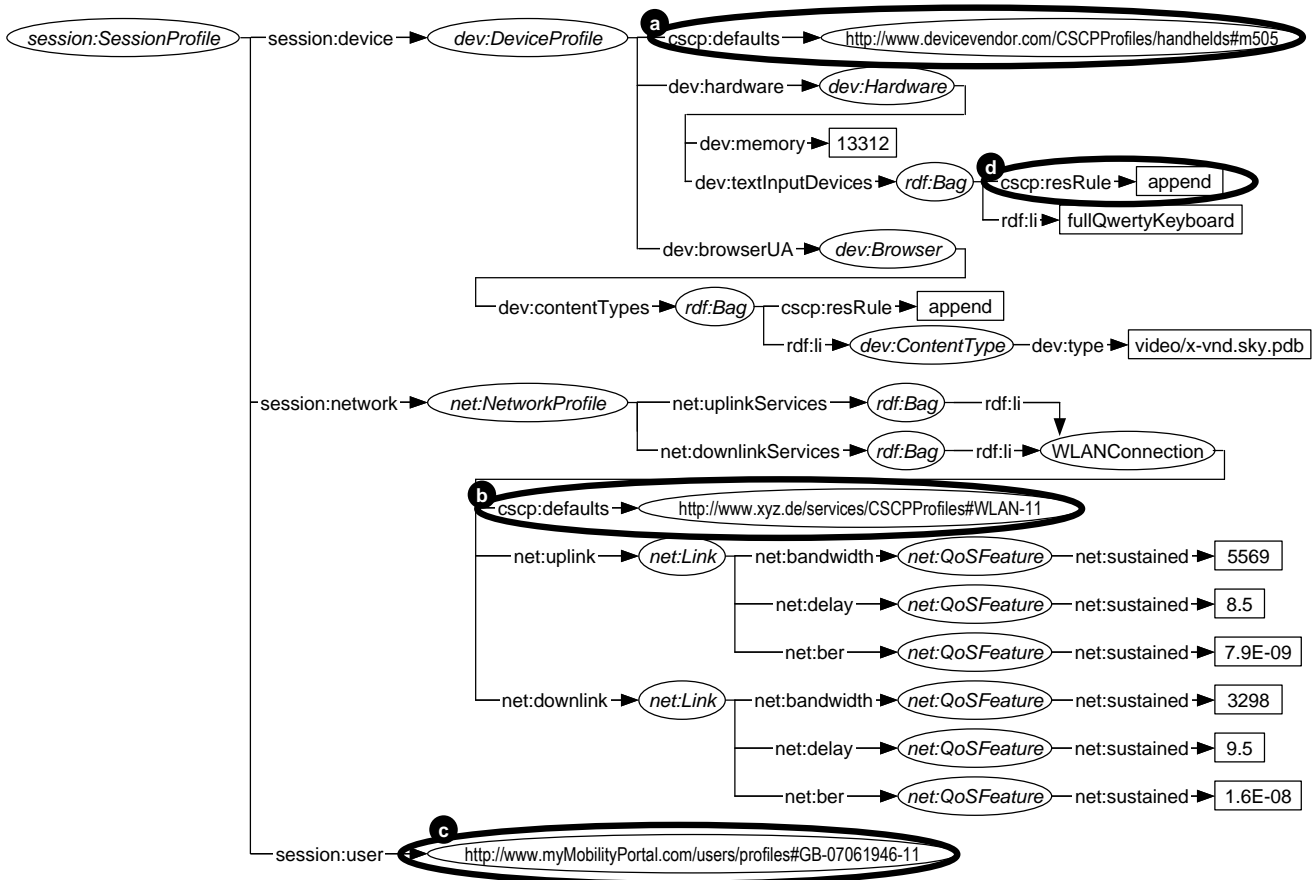 a
session:SessionProfile session:device dev:DeviceProfile cscp:defaults http://www.devicevendor.com/CSCPProfiles/handhelds#m505
dev:hardware dev:Hardware
dev:memory 13312
d
dev:textInputDevices rdf:Bag cscp:resRule append
rdf:li fullQwertyKeyboard
dev:browserUA dev:Browser
dev:contentTypes rdf:Bag cscp:resRule append
rdf:li dev:ContentType dev:type video/x-vnd.sky.pdb
session:network net:NetworkProfile net:uplinkServices rdf:Bag rdf:li
net:downlinkServices rdf:Bag rdf:li WLANConnection
b
cscp:defaults http://www.xyz.de/services/CSCPProfiles#WLAN-11
net:uplink net:Link net:bandwidth net:QoSFeature net:sustained 5569
net:delay net:QoSFeature net:sustained 8.5
net:ber net:QoSFeature net:sustained 7.9E-09
net:downlink net:Link net:bandwidth net:QoSFeature net:sustained 3298
net:delay net:QoSFeature net:sustained 9.5
net:ber net:QoSFeature net:sustained 1.6E-08
c
session:user http://www.myMobilityPortal.com/users/profiles#GB-07061946-11